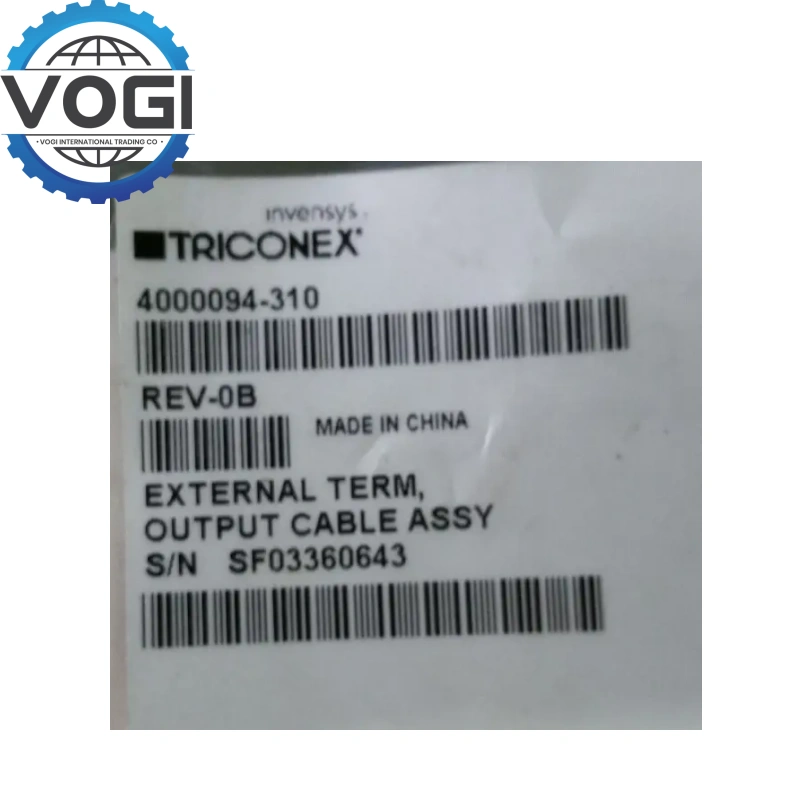 VOGI
• VOGI INTERNATIONAL TRADING CO •
invensys
TRICONEX
4000094-310
REV-0B
MADE IN CHINA
EXTERNAL TERM,
OUTPUT CABLE ASSY
S/N SF03360643